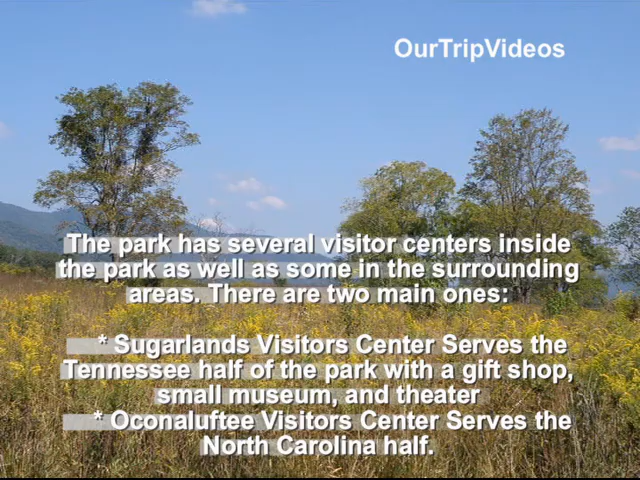 OurTripVideos
The park has several visitor centers inside
the park as well as some in the surrounding
areas. There are two main ones:
* Sugarlands Visitors Center Serves the
Tennessee half of the park with a gift shop,
small museum, and theater
* Oconaluftee Visitors Center Serves the
North Carolina half.